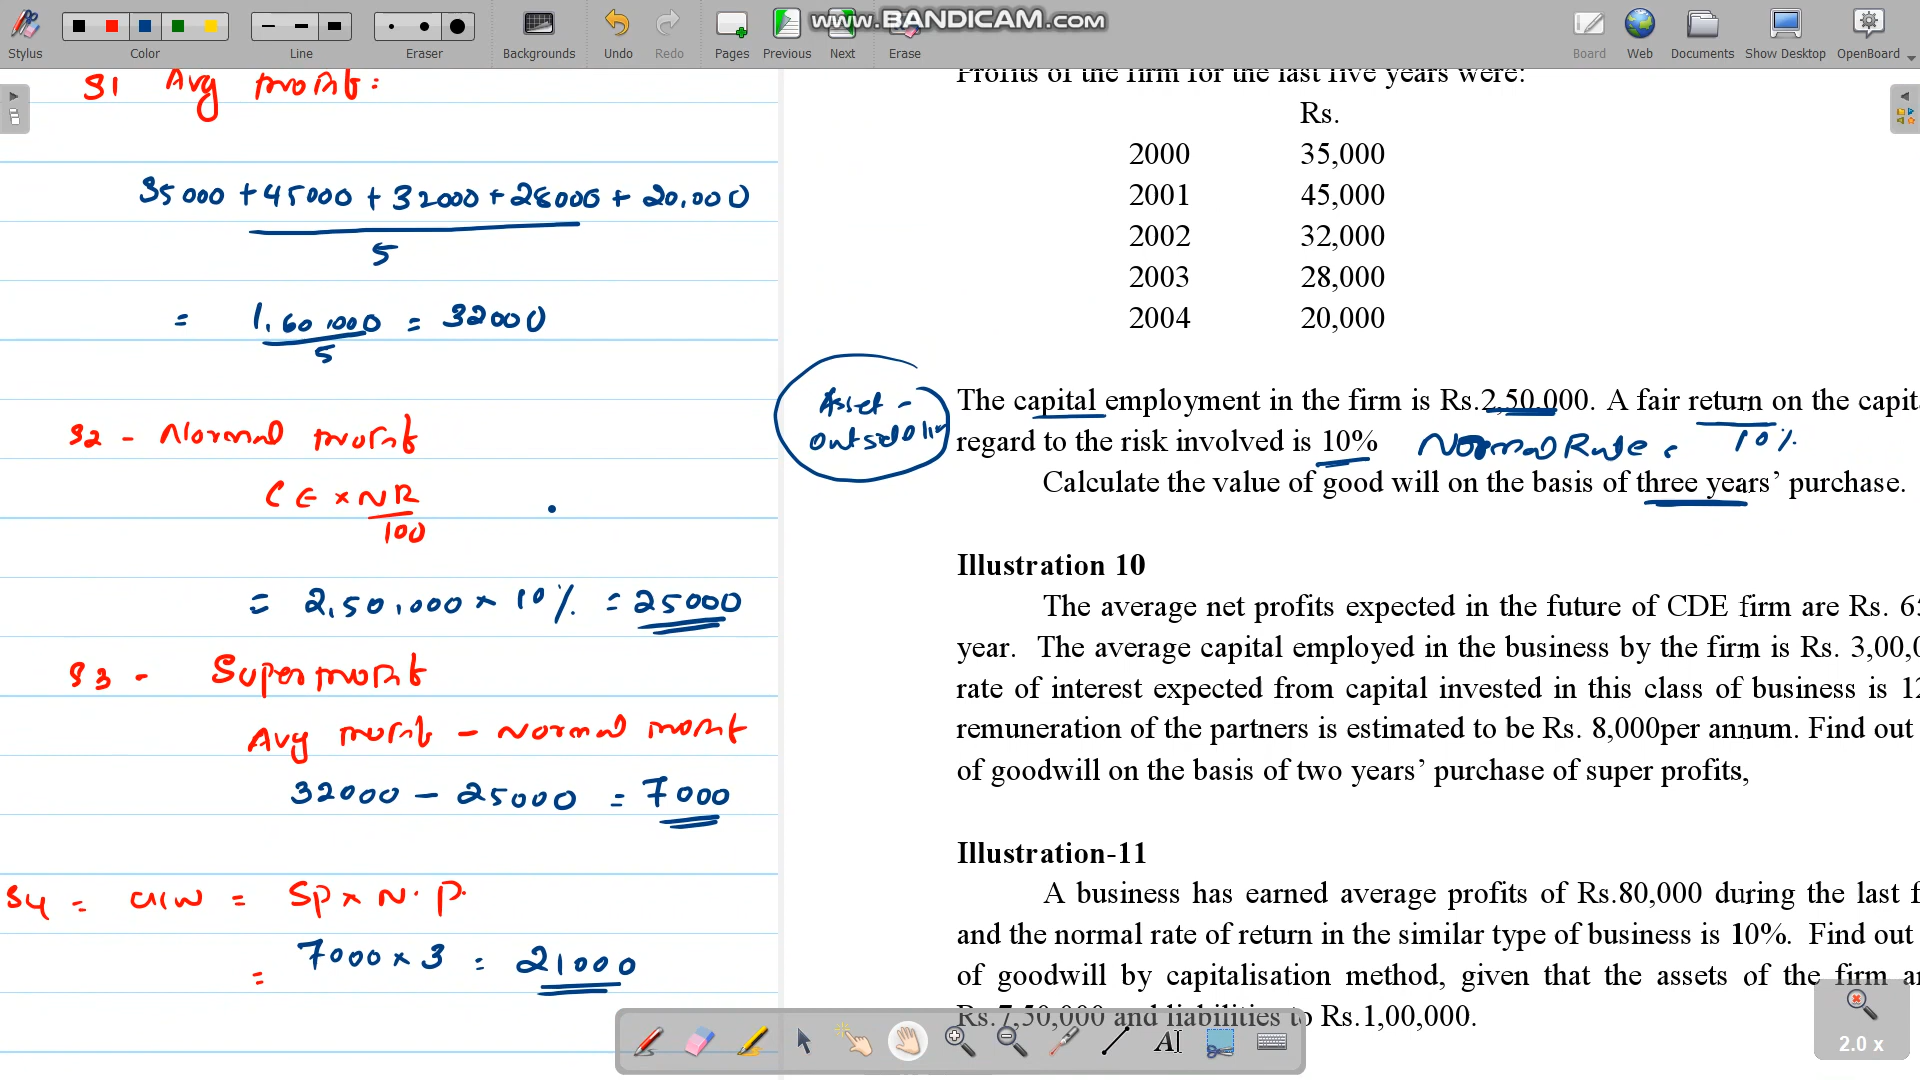 www.BANDICAM.com
Stylus Color Line Eraser Backgrounds Undo Redo Pages Previous Next Erase Board Web Documents Show Desktop OpenBoard
S1 Avg profit:
35000 + 45000 + 32000 + 28000 + 20,000
5
= 1,60,000 = 32000
5
S2 - Normal profit
CE × NR
100
= 2,50,000 × 10% = 25000
S3 - Super profit
Avg profit - Normal profit
32000 - 25000 = 7000
S4 = G/W = SP × N.P.
= 7000 × 3 = 21000
Profits of the firm for the last five years were:
Rs.
2000 35,000
2001 45,000
2002 32,000
2003 28,000
2004 20,000
Asset -
The capital employment in the firm is Rs.2,50,000. A fair return on the capit
regard to the risk involved is 10% Normal Rate = 10%
Calculate the value of good will on the basis of three years’ purchase.
Illustration 10
The average net profits expected in the future of CDE firm are Rs. 6
year. The average capital employed in the business by the firm is Rs. 3,00,
rate of interest expected from capital invested in this class of business is 12
remuneration of the partners is estimated to be Rs. 8,000per annum. Find out
of goodwill on the basis of two years’ purchase of super profits,
Illustration-11
A business has earned average profits of Rs.80,000 during the last f
and the normal rate of return in the similar type of business is 10%. Find out
of goodwill by capitalisation method, given that the assets of the firm a
Rs.7,50,000 and liabilities to Rs.1,00,000.
2.0 x